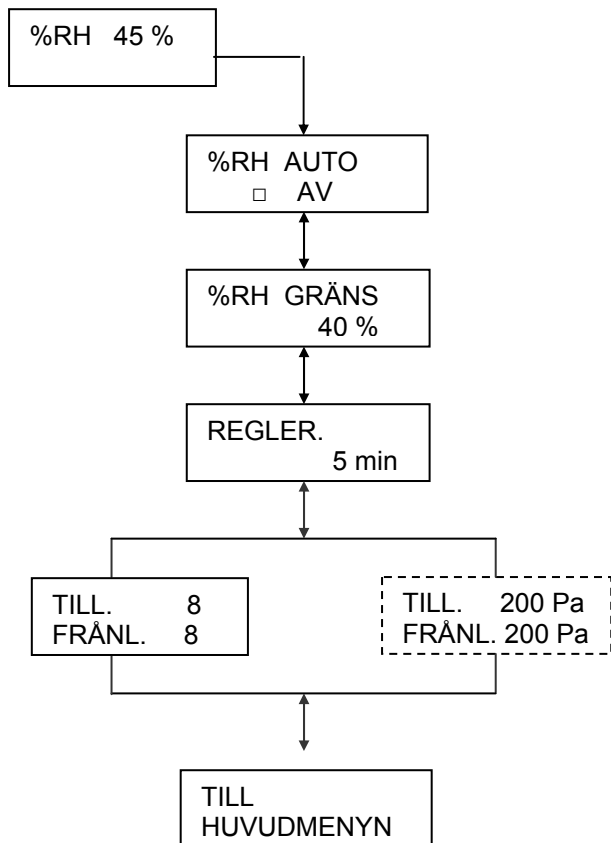 %RH 45 %
%RH AUTO
□ AV
%RH GRÄNS
40 %
REGLER.
5 min
TILL. 8
FRÅNL. 8
TILL. 200 Pa
FRÅNL. 200 Pa
TILL
HUVUDMENYN